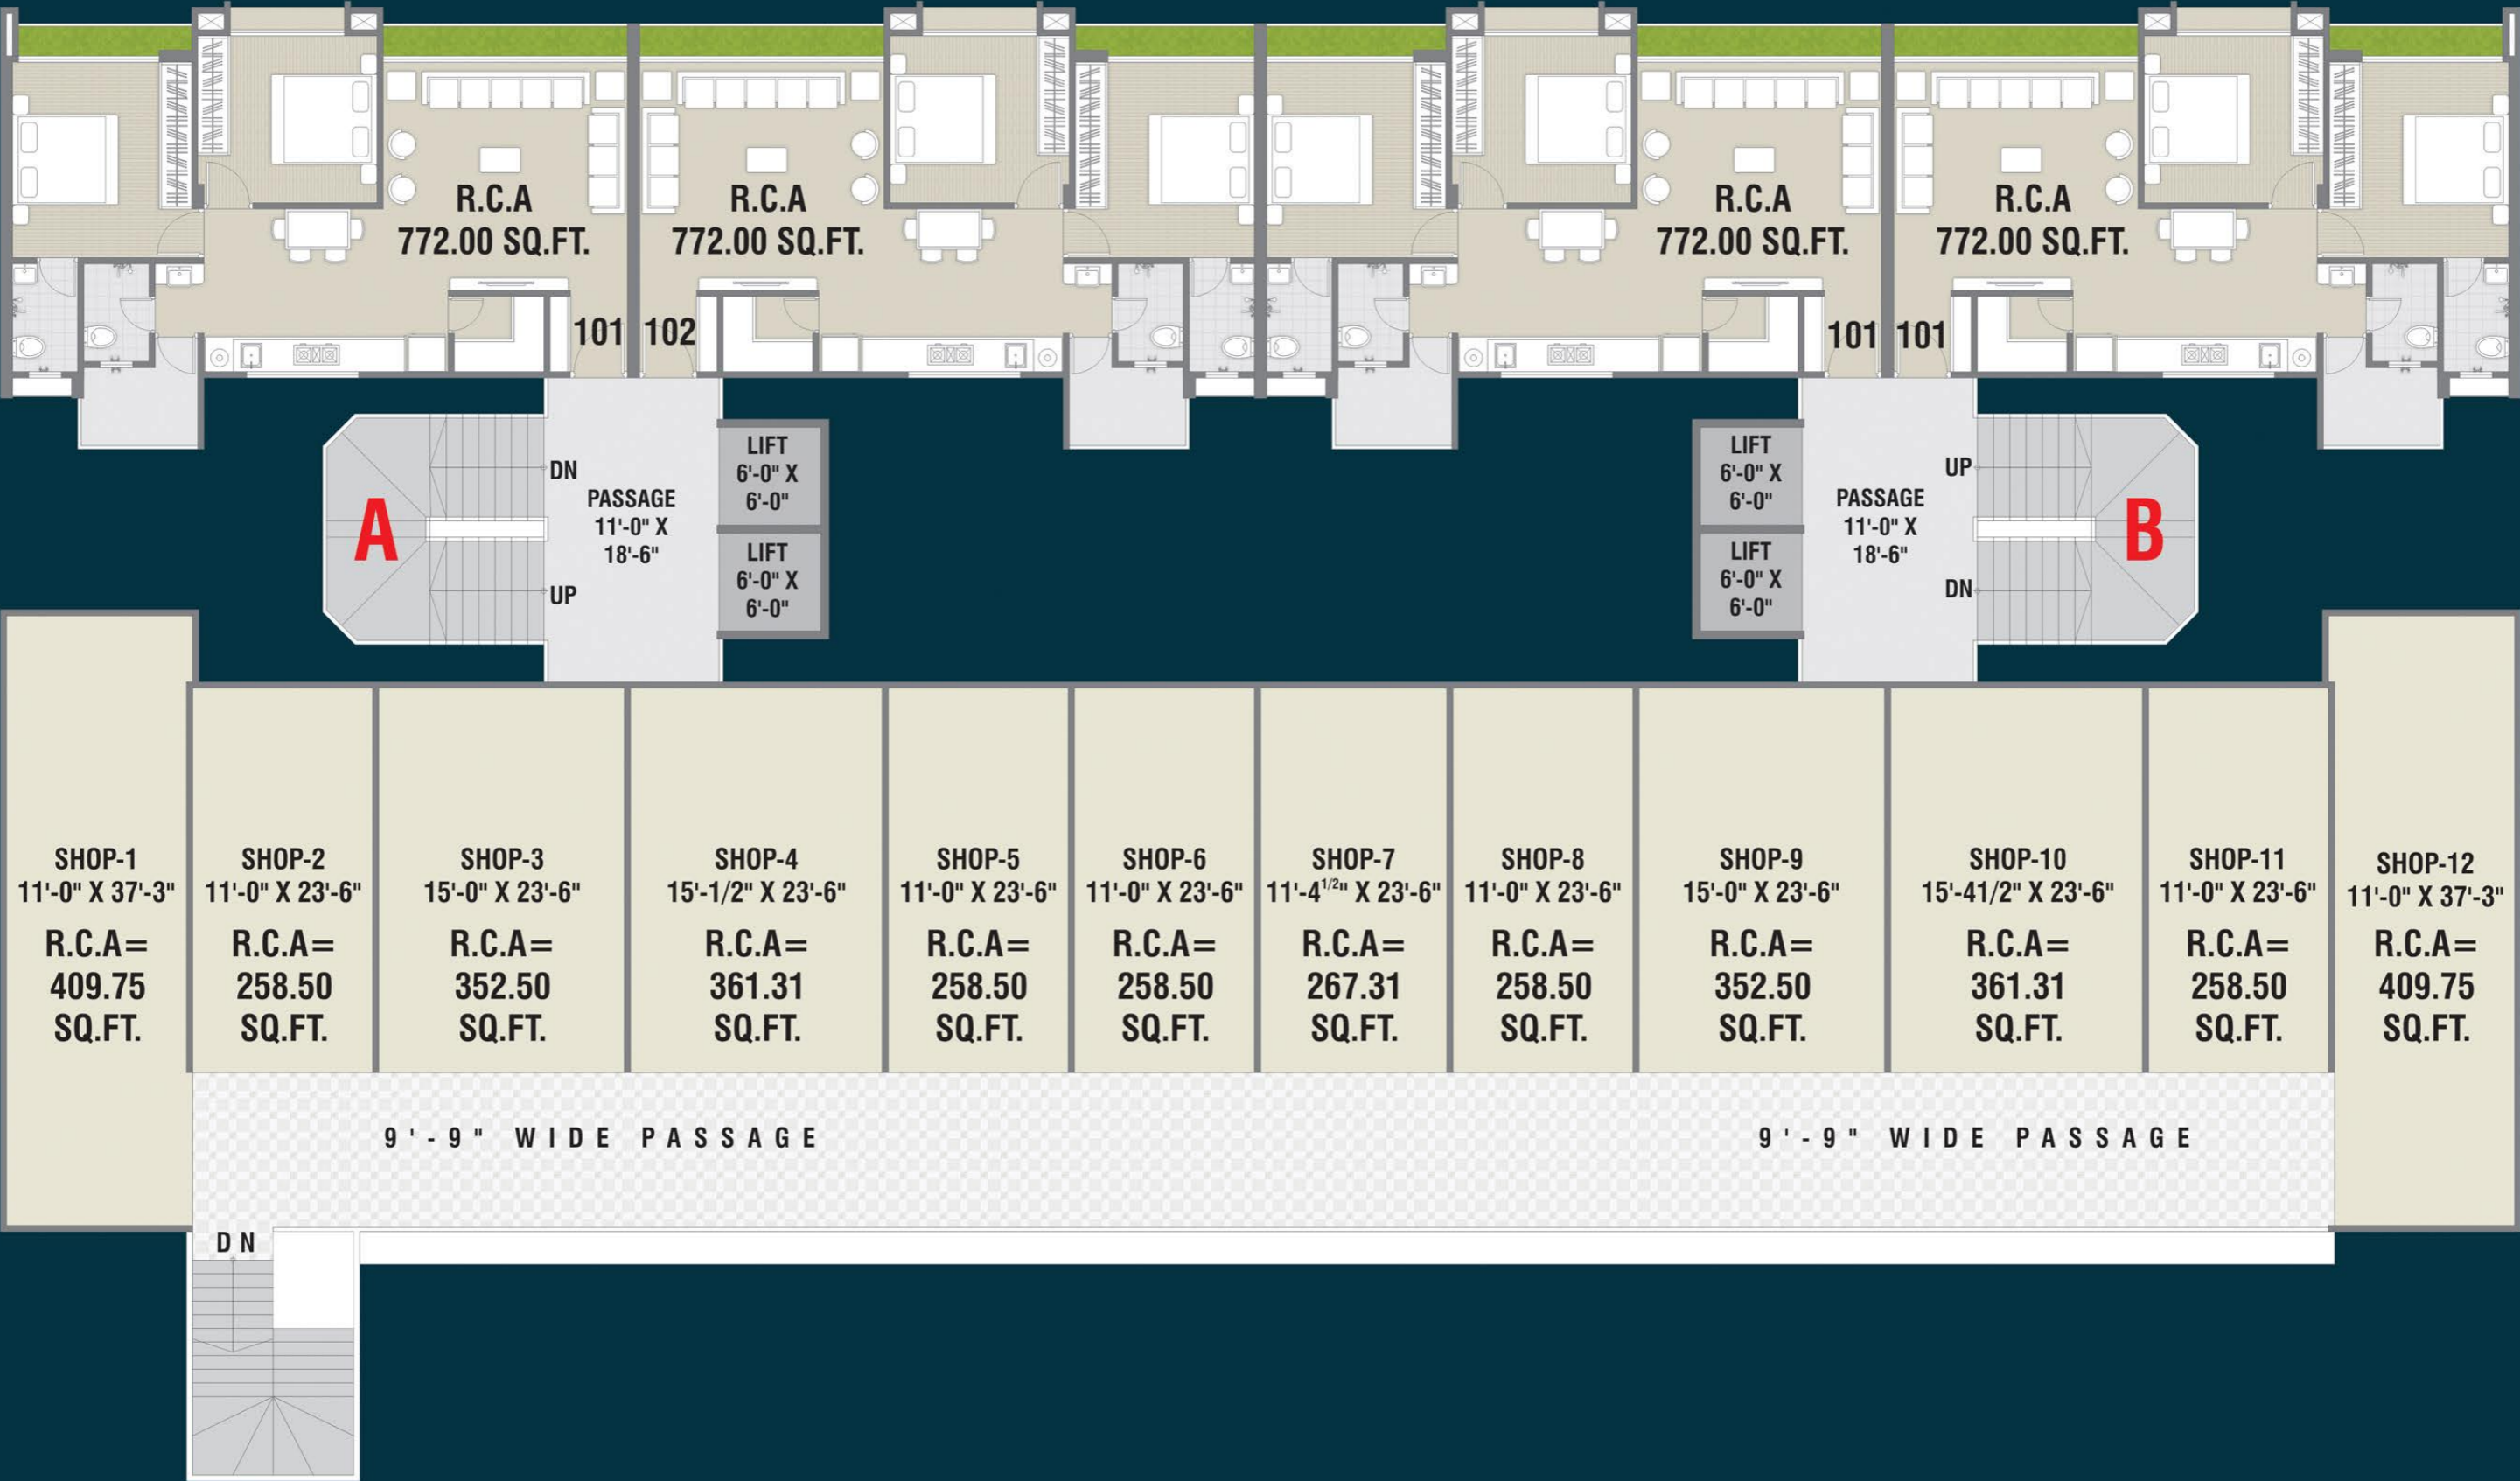 R.C.A
772.00 SQ.FT.
R.C.A
772.00 SQ.FT.
R.C.A
772.00 SQ.FT.
R.C.A
772.00 SQ.FT.
101
102
101
101
A
DN
UP
PASSAGE
11'-0" X
18'-6"
LIFT
6'-0" X
6'-0"
LIFT
6'-0" X
6'-0"
LIFT
6'-0" X
6'-0"
LIFT
6'-0" X
6'-0"
PASSAGE
11'-0" X
18'-6"
UP
DN
B
SHOP-1
11'-0" X 37'-3"
R.C.A=
409.75
SQ.FT.
SHOP-2
11'-0" X 23'-6"
R.C.A=
258.50
SQ.FT.
SHOP-3
15'-0" X 23'-6"
R.C.A=
352.50
SQ.FT.
SHOP-4
15'-1/2" X 23'-6"
R.C.A=
361.31
SQ.FT.
SHOP-5
11'-0" X 23'-6"
R.C.A=
258.50
SQ.FT.
SHOP-6
11'-0" X 23'-6"
R.C.A=
258.50
SQ.FT.
SHOP-7
11'-4 1/2" X 23'-6"
R.C.A=
267.31
SQ.FT.
SHOP-8
11'-0" X 23'-6"
R.C.A=
258.50
SQ.FT.
SHOP-9
15'-0" X 23'-6"
R.C.A=
352.50
SQ.FT.
SHOP-10
15'-41/2" X 23'-6"
R.C.A=
361.31
SQ.FT.
SHOP-11
11'-0" X 23'-6"
R.C.A=
258.50
SQ.FT.
SHOP-12
11'-0" X 37'-3"
R.C.A=
409.75
SQ.FT.
9'-9" WIDE PASSAGE
9'-9" WIDE PASSAGE
DN